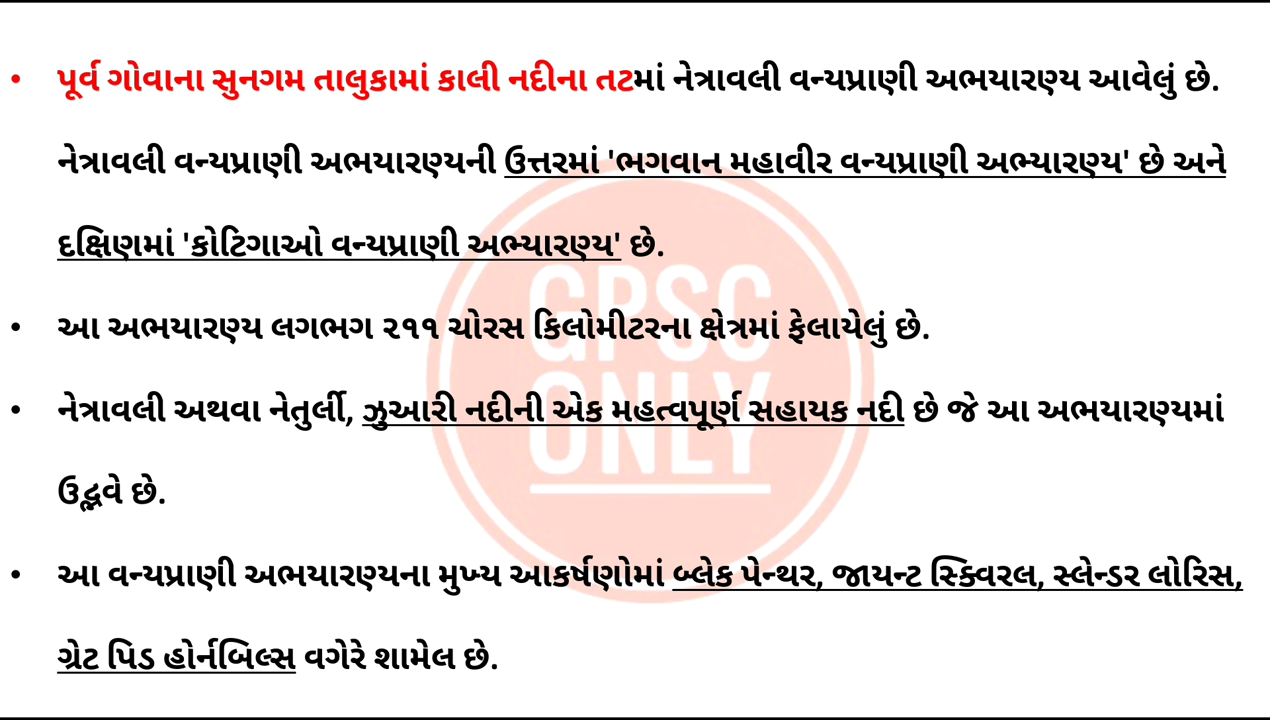 • પૂર્વ ગોવાના સુનગમ તાલુકામાં કાલી નદીના તટમાં નેત્રાવલી વન્યપ્રાણી અભયારણ્ય આવેલું છે.
નેત્રાવલી વન્યપ્રાણી અભયારણ્યની ઉત્તરમાં 'ભગવાન મહાવીર વન્યપ્રાણી અભ્યારણ્ય' છે અને
દક્ષિણમાં 'કોટિગાઓ વન્યપ્રાણી અભ્યારણ્ય' છે.
• આ અભયારણ્ય લગભગ ૨૧૧ ચોરસ કિલોમીટરના ક્ષેત્રમાં ફેલાયેલું છે.
• નેત્રાવલી અથવા નેતુર્લી, ઝુઆરી નદીની એક મહત્વપૂર્ણ સહાયક નદી છે જે આ અભયારણ્યમાં
ઉદ્ભવે છે.
• આ વન્યપ્રાણી અભયારણ્યના મુખ્ય આકર્ષણોમાં બ્લેક પેન્થર, જાયન્ટ સ્ક્વિરલ, સ્લેન્ડર લોરિસ,
ગ્રેટ પિડ હોર્નબિલ્સ વગેરે શામેલ છે.
GPSC
ONLY